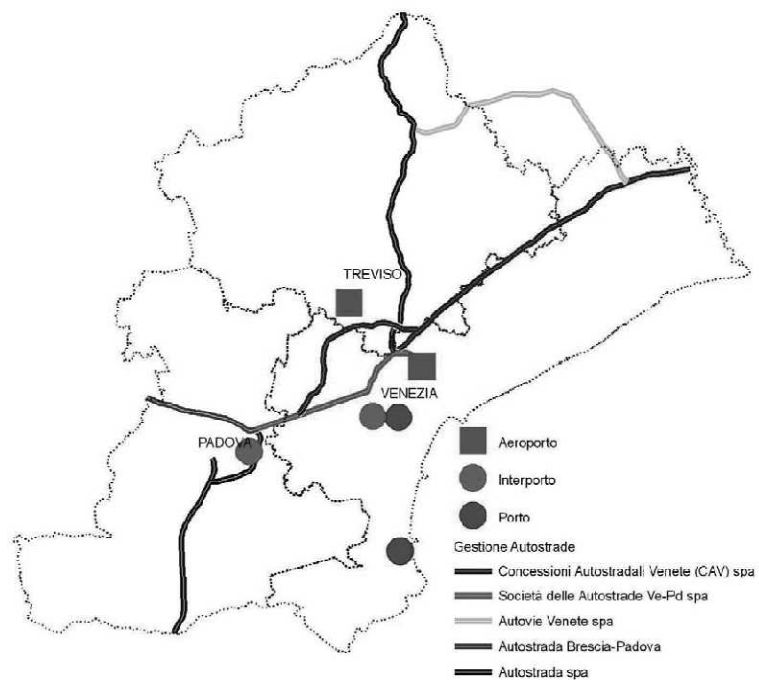 TREVISO
VENEZIA
PADOVA
Aeroporto
Interporto
Porto
Gestione Autostrade
Concessioni Autostradali Venete (CAV) spa
Società delle Autostrade Ve-Pd spa
Autovie Venete spa
Autostrada Brescia-Padova
Autostrada spa